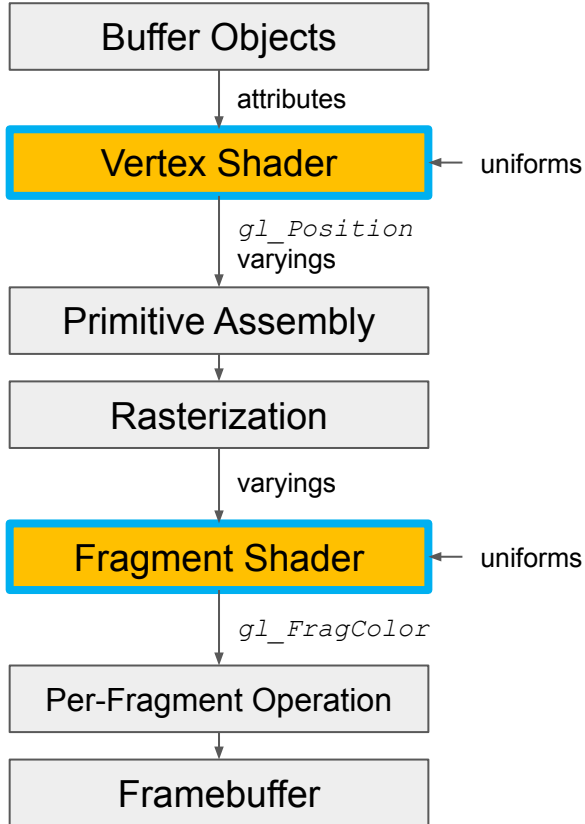 Buffer Objects
attributes
Vertex Shader
uniforms
gl_Position
varyings
Primitive Assembly
Rasterization
varyings
Fragment Shader
uniforms
gl_FragColor
Per-Fragment Operation
Framebuffer